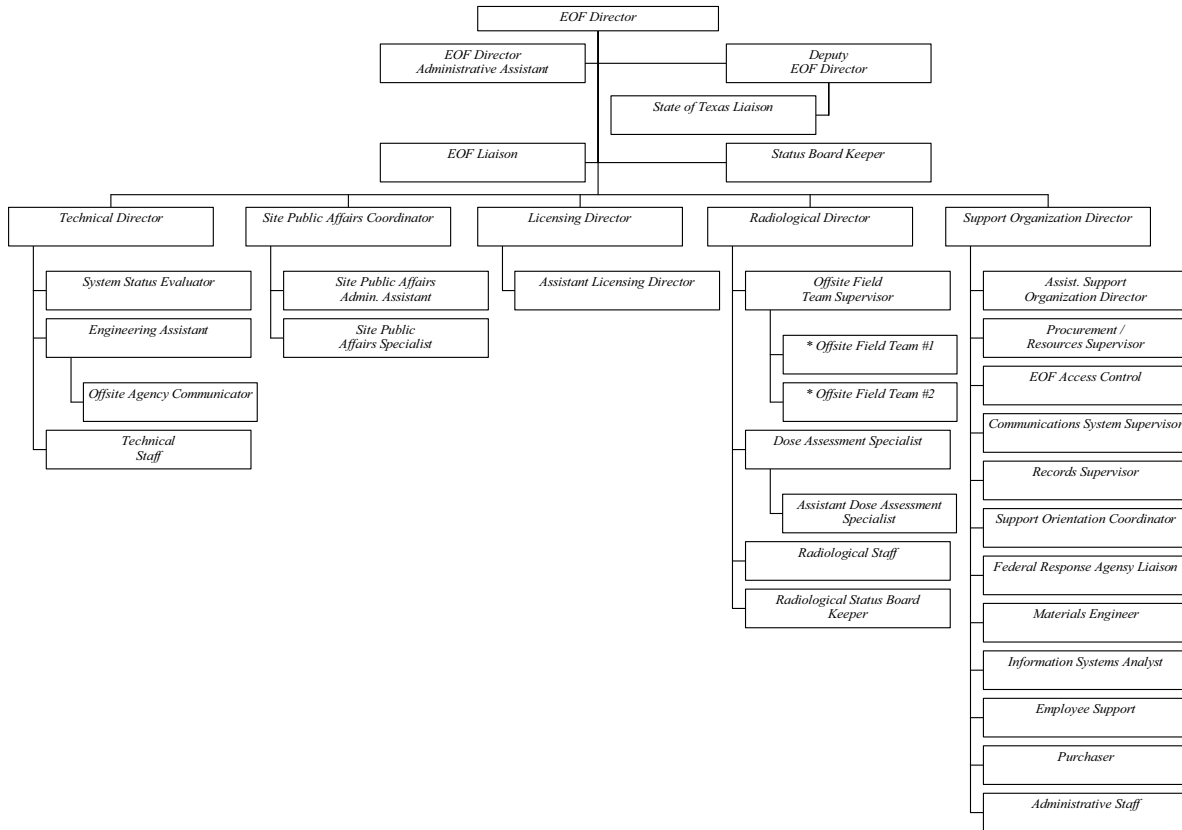 EOF Director
EOF Director
Administrative Assistant
Deputy
EOF Director
State of Texas Liaison
EOF Liaison
Status Board Keeper
Technical Director
Site Public Affairs Coordinator
Licensing Director
Radiological Director
Support Organization Director
System Status Evaluator
Engineering Assistant
Offsite Agency Communicator
Technical
Staff
Site Public Affairs
Admin. Assistant
Site Public
Affairs Specialist
Assistant Licensing Director
Offsite Field
Team Supervisor
* Offsite Field Team #1
* Offsite Field Team #2
Dose Assessment Specialist
Assistant Dose Assessment
Specialist
Radiological Staff
Radiological Status Board
Keeper
Assist. Support
Organization Director
Procurement /
Resources Supervisor
EOF Access Control
Communications System Supervisor
Records Supervisor
Support Orientation Coordinator
Federal Response Agensy Liaison
Materials Engineer
Information Systems Analyst
Employee Support
Purchaser
Administrative Staff